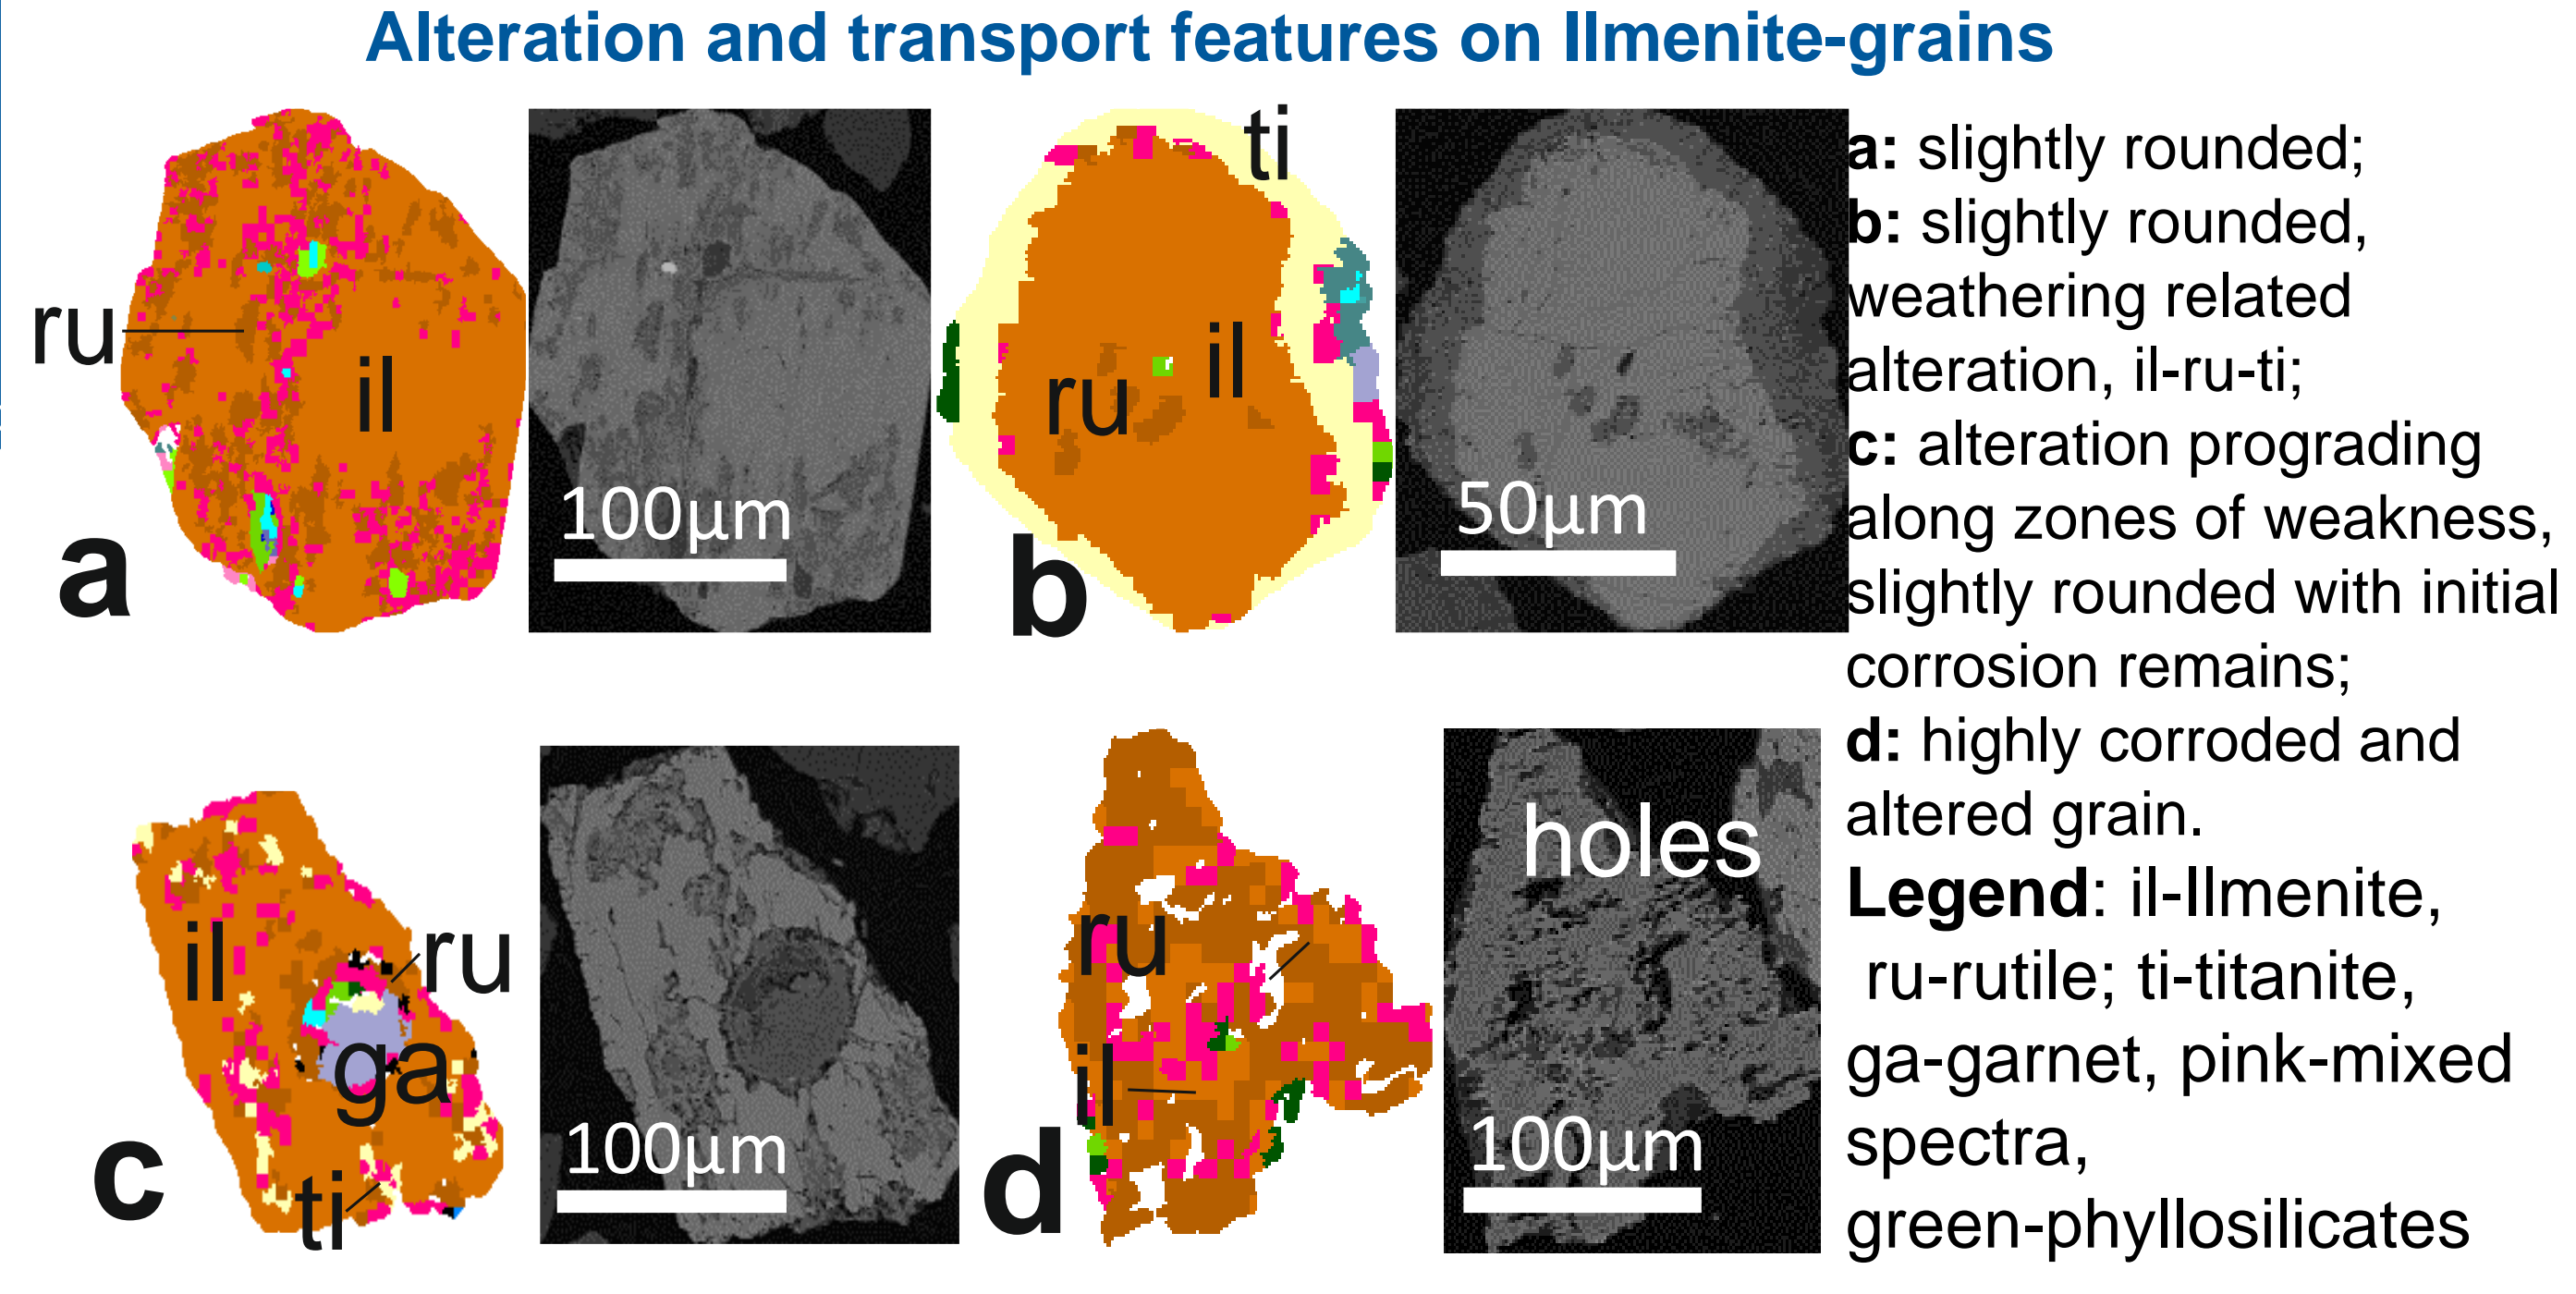 Alteration and transport features on Ilmenite-grains
ti
ru
il
100µm
a
il
ru
50µm
b
a: slightly rounded;
b: slightly rounded,
weathering related
alteration, il-ru-ti;
c: alteration prograding
along zones of weakness,
slightly rounded with initial
corrosion remains;
d: highly corroded and
altered grain.
Legend: il-Ilmenite,
ru-rutile; ti-titanite,
ga-garnet, pink-mixed
spectra,
green-phyllosilicates
il
ru
ga
ti
c
100µm
ru
il
d
holes
100µm